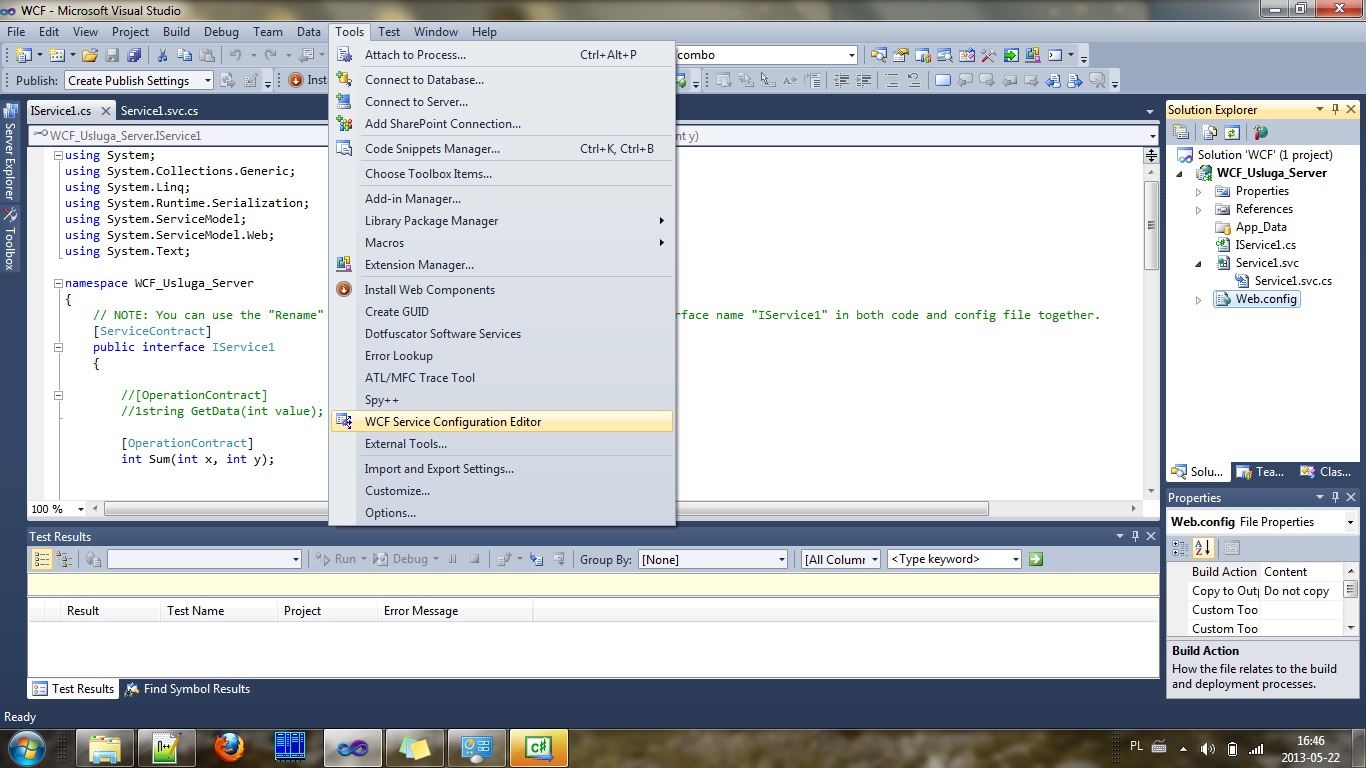 WCF - Microsoft Visual Studio
File Edit View Project Build Debug Team Data Tools Test Window Help
combo
Publish: Create Publish Settings
Inst
Attach to Process... Ctrl+Alt+P
Connect to Database...
Connect to Server...
Add SharePoint Connection...
Code Snippets Manager... Ctrl+K, Ctrl+B
Choose Toolbox Items...
Add-in Manager...
Library Package Manager
Macros
Extension Manager...
Install Web Components
Create GUID
Dotfuscator Software Services
Error Lookup
ATL/MFC Trace Tool
Spy++
WCF Service Configuration Editor
External Tools...
Import and Export Settings...
Customize...
Options...
Server Explorer
Toolbox
IService1.cs Service1.svc.cs
WCF_Usluga_Server.IService1
nt y)
using System;
using System.Collections.Generic;
using System.Linq;
using System.Runtime.Serialization;
using System.ServiceModel;
using System.ServiceModel.Web;
using System.Text;
namespace WCF_Usluga_Server
{
// NOTE: You can use the "Rename" rface name "IService1" in both code and config file together.
[ServiceContract]
public interface IService1
{
//[OperationContract]
//1string GetData(int value);
[OperationContract]
int Sum(int x, int y);
100 %
Solution Explorer
Solution 'WCF' (1 project)
WCF_Usluga_Server
Properties
References
App_Data
IService1.cs
Service1.svc
Service1.svc.cs
Web.config
Solu... Tea... Clas...
Properties
Web.config File Properties
Build Action Content
Copy to Outp Do not copy
Custom Too
Custom Too
Build Action
How the file relates to the build
and deployment processes.
Test Results
Run Debug Group By: [None] [All Column <Type keyword>
Result Test Name Project Error Message
Test Results Find Symbol Results
Ready
PL
16:46
2013-05-22